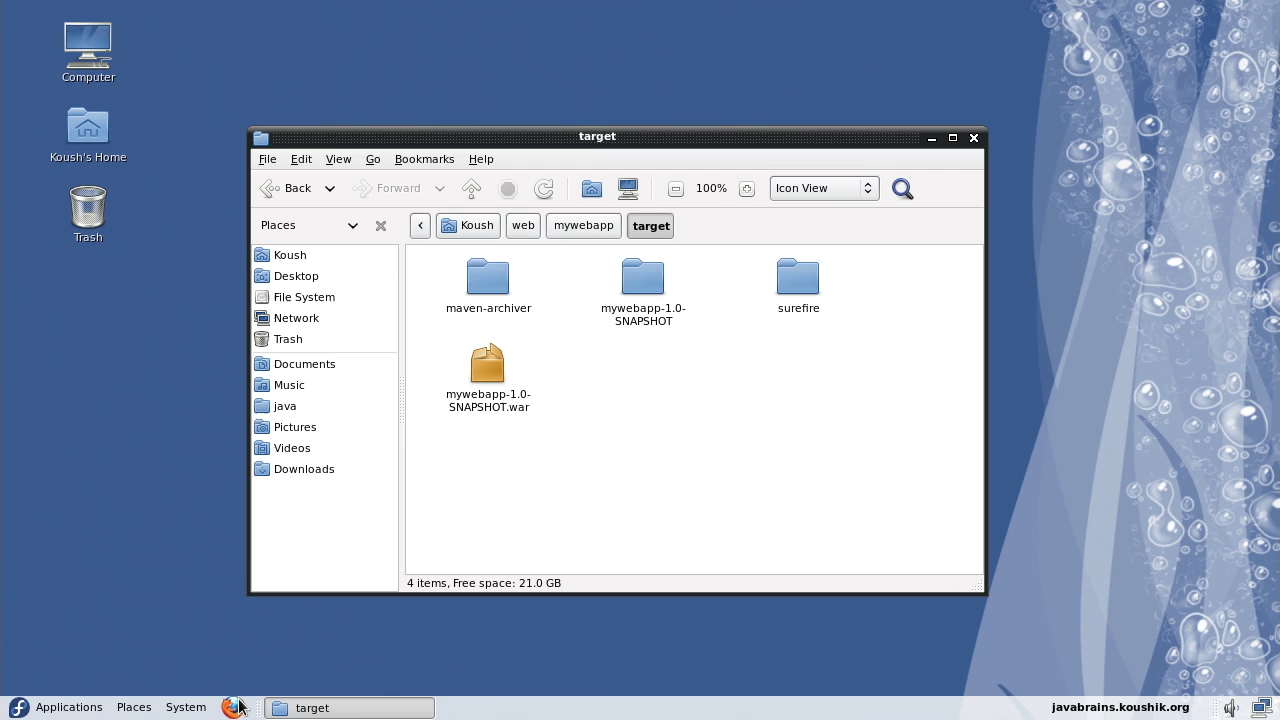 Computer
Koush's Home
Trash
target
File Edit View Go Bookmarks Help
Back Forward 100% Icon View
Places Koush web mywebapp target
Koush
Desktop
File System
Network
Trash
Documents
Music
java
Pictures
Videos
Downloads
maven-archiver
mywebapp-1.0-
SNAPSHOT
surefire
mywebapp-1.0-
SNAPSHOT.war
4 items, Free space: 21.0 GB
Applications Places System target javabrains.koushik.org